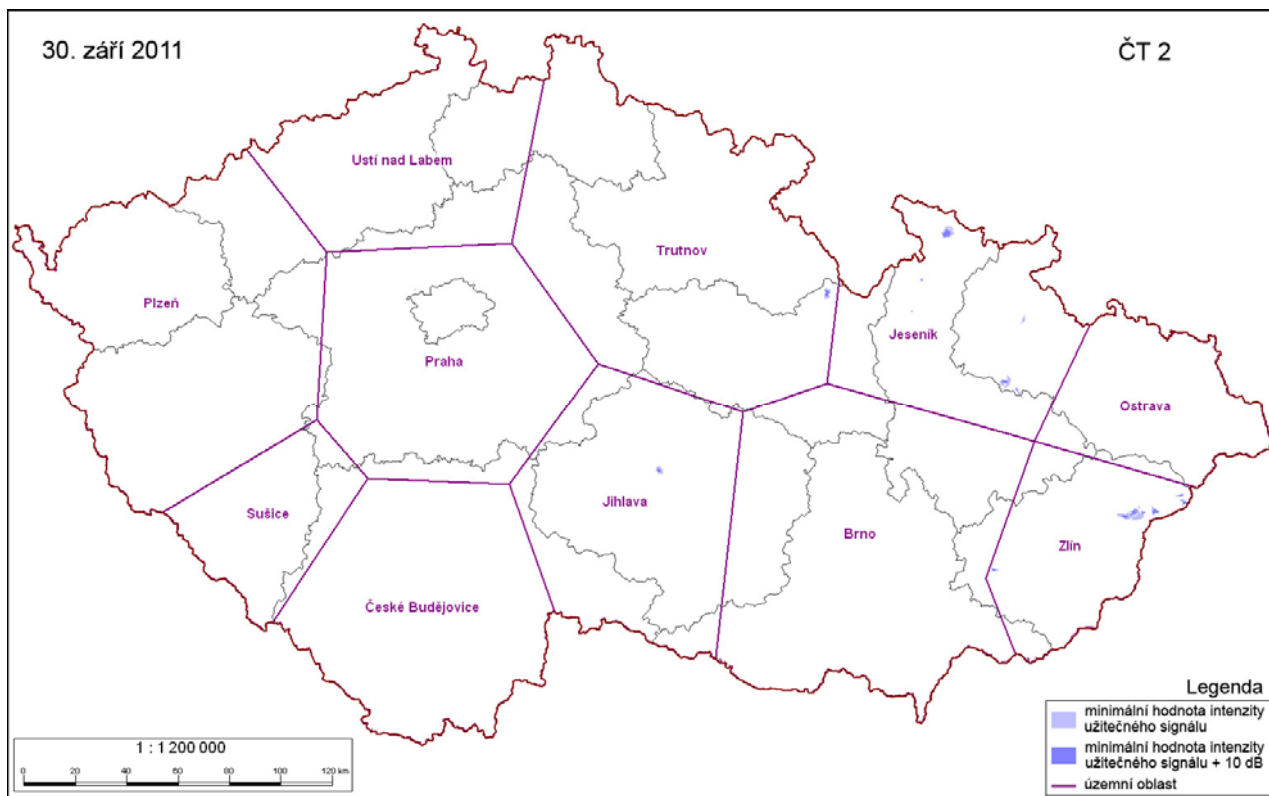 30. září 2011
ČT 2
Ustí nad Labem
Trutnov
Plzeň
Jeseník
Praha
Ostrava
Jihlava
Sušice
Brno
Zlín
České Budějovice
Legenda
minimální hodnota intenzity
užitečného signálu
minimální hodnota intenzity
užitečného signálu + 10 dB
územní oblast
1 : 1 200 000
0 20 40 60 80 100 120 km